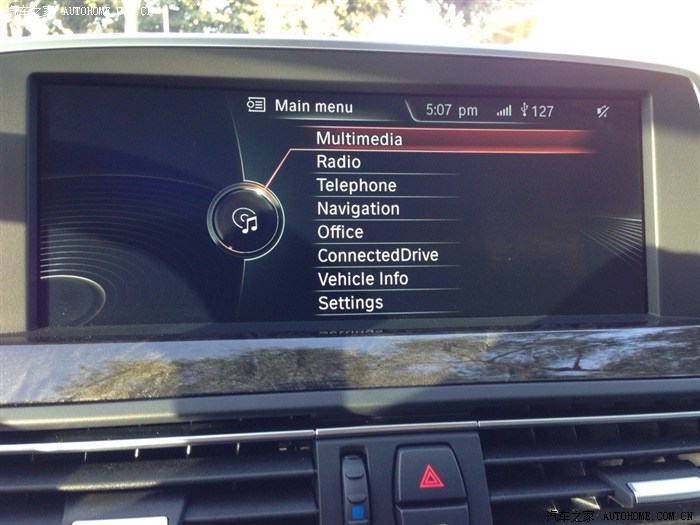 汽车之家 AUTOHOME.COM.CN
Main menu 5:07 pm 127
Multimedia
Radio
Telephone
Navigation
Office
ConnectedDrive
Vehicle Info
Settings
汽车之家 AUTOHOME.COM.CN